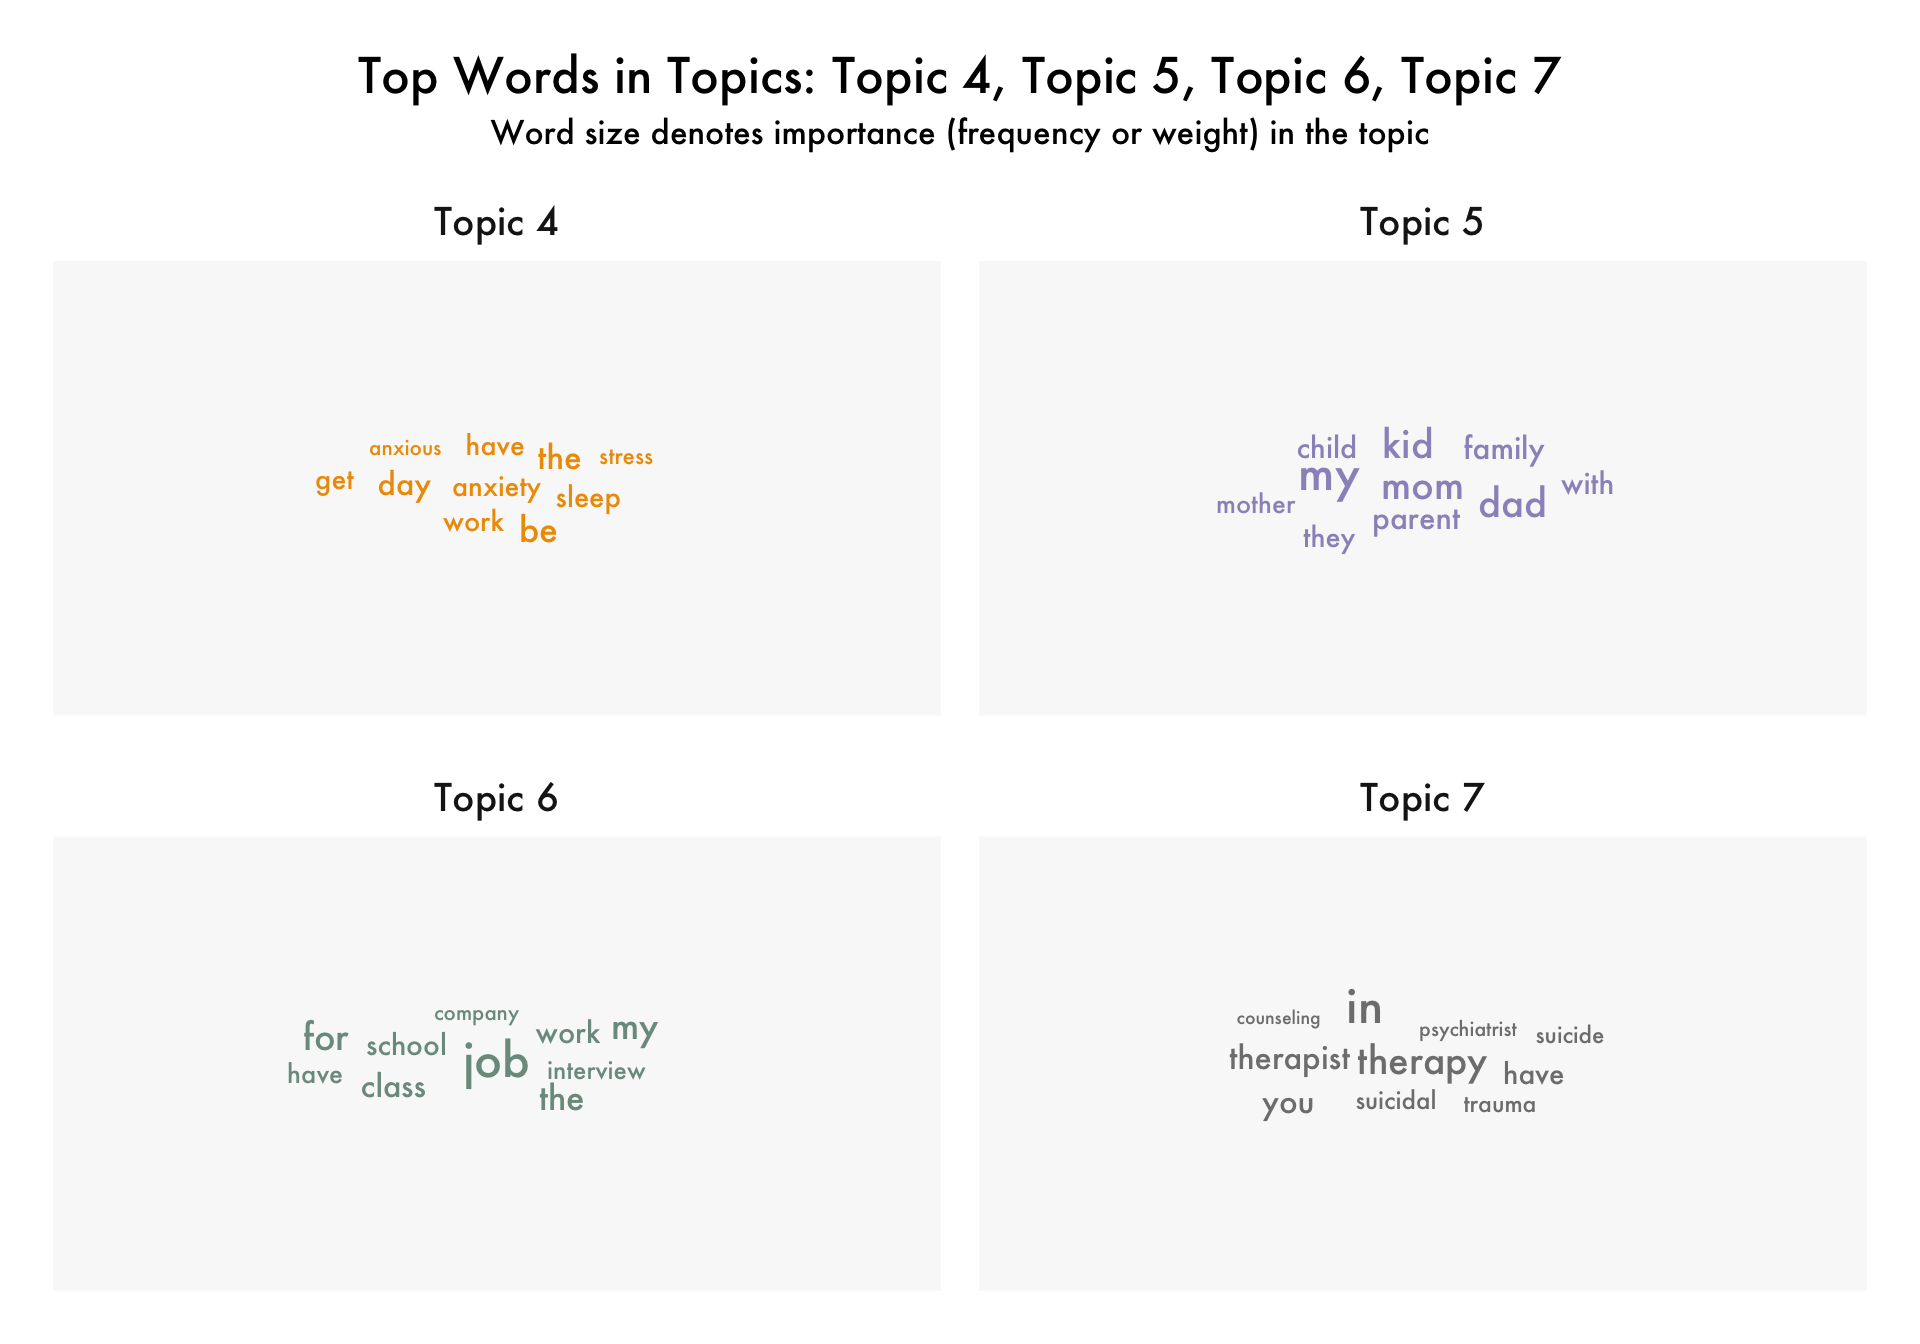 Top Words in Topics: Topic 4, Topic 5, Topic 6, Topic 7
Word size denotes importance (frequency or weight) in the topic
Topic 4
anxious have the stress
get day anxiety sleep
work be
Topic 5
child kid family
my mom dad with
mother parent
they
Topic 6
company
for school job work my
have class interview
the
Topic 7
counseling in psychiatrist suicide
therapist therapy have
you suicidal trauma